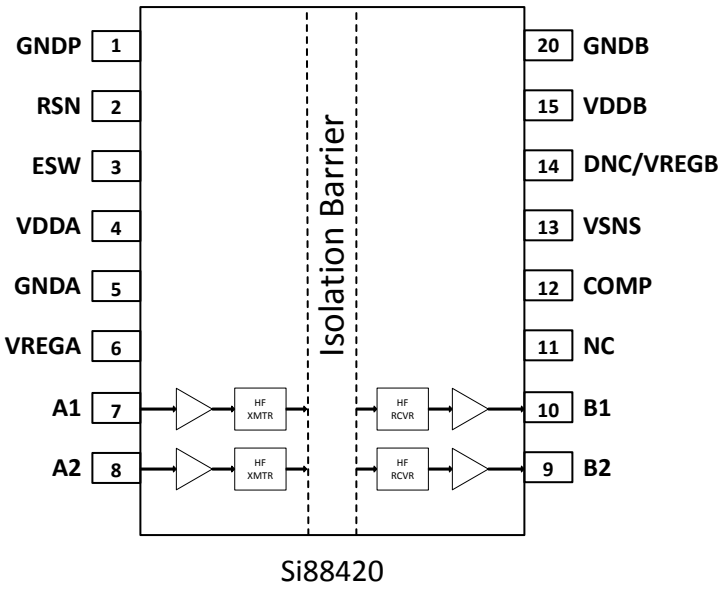 GNDP 1 20 GNDB
RSN 2 15 VDDB
ESW 3 14 DNC/VREGB
VDDA 4 13 VSNS
GNDA 5 12 COMP
VREGA 6 11 NC
Isolation Barrier
A1 7 HF XMTR HF RCVR 10 B1
A2 8 HF XMTR HF RCVR 9 B2
Si88420